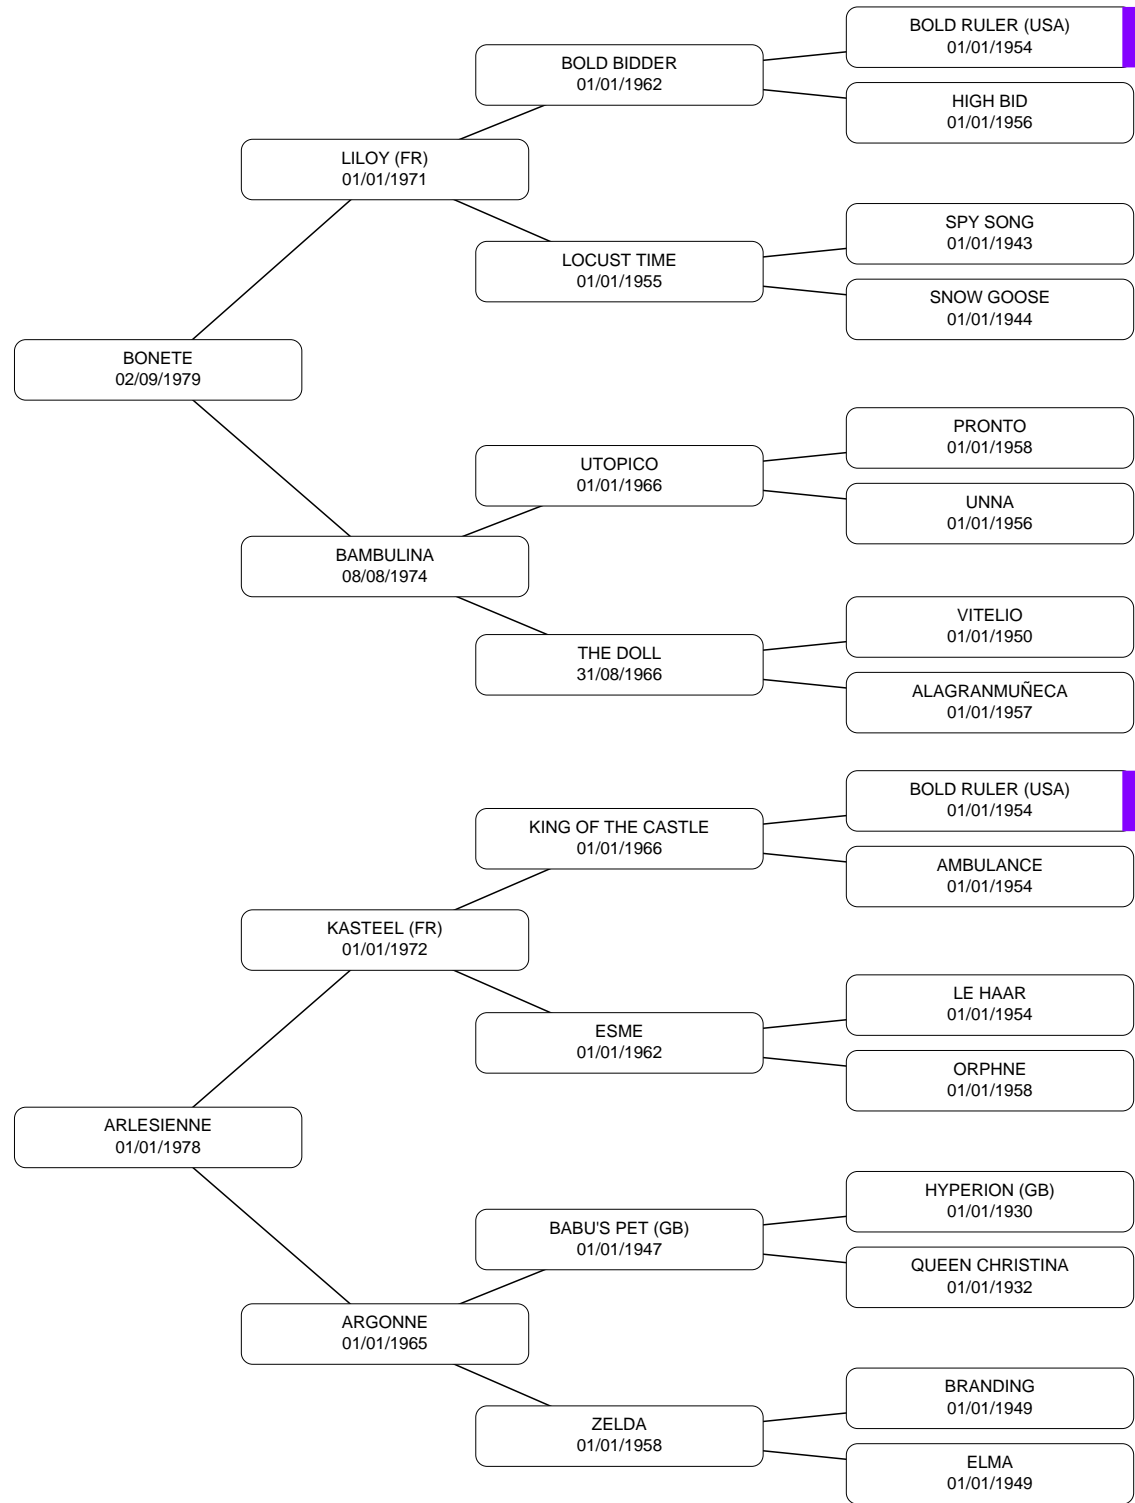 BOLD RULER (USA)
01/01/1954
BOLD BIDDER
01/01/1962
HIGH BID
01/01/1956
LILOY (FR)
01/01/1971
SPY SONG
01/01/1943
LOCUST TIME
01/01/1955
SNOW GOOSE
01/01/1944
BONETE
02/09/1979
PRONTO
01/01/1958
UTOPICO
01/01/1966
UNNA
01/01/1956
BAMBULINA
08/08/1974
VITELIO
01/01/1950
THE DOLL
31/08/1966
ALAGRANMUÑECA
01/01/1957
BOLD RULER (USA)
01/01/1954
KING OF THE CASTLE
01/01/1966
AMBULANCE
01/01/1954
KASTEEL (FR)
01/01/1972
LE HAAR
01/01/1954
ESME
01/01/1962
ORPHNE
01/01/1958
ARLESIENNE
01/01/1978
HYPERION (GB)
01/01/1930
BABU'S PET (GB)
01/01/1947
QUEEN CHRISTINA
01/01/1932
ARGONNE
01/01/1965
BRANDING
01/01/1949
ZELDA
01/01/1958
ELMA
01/01/1949